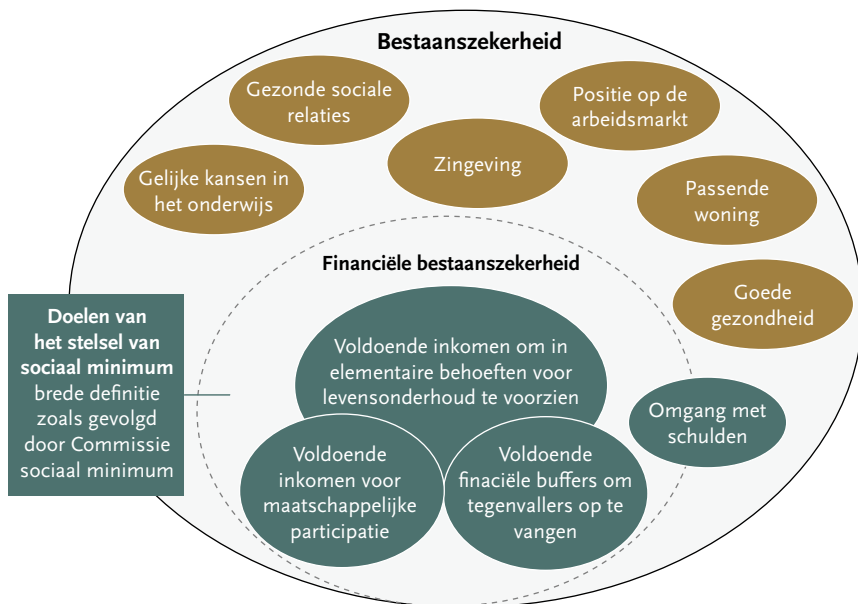 Bestaanszekerheid
Gezonde sociale
relaties
Positie op de
arbeidsmarkt
Zingeving
Gelijke kansen in
het onderwijs
Passende
woning
Financiële bestaanszekerheid
Goede
gezondheid
Doelen van
het stelsel van
sociaal minimum
brede definitie
zoals gevolgd
door Commissie
sociaal minimum
Voldoende inkomen om in
elementaire behoeften voor
levensonderhoud te voorzien
Omgang met
schulden
Voldoende
inkomen voor
maatschappelijke
participatie
Voldoende
finaciële buffers om
tegenvallers op te
vangen